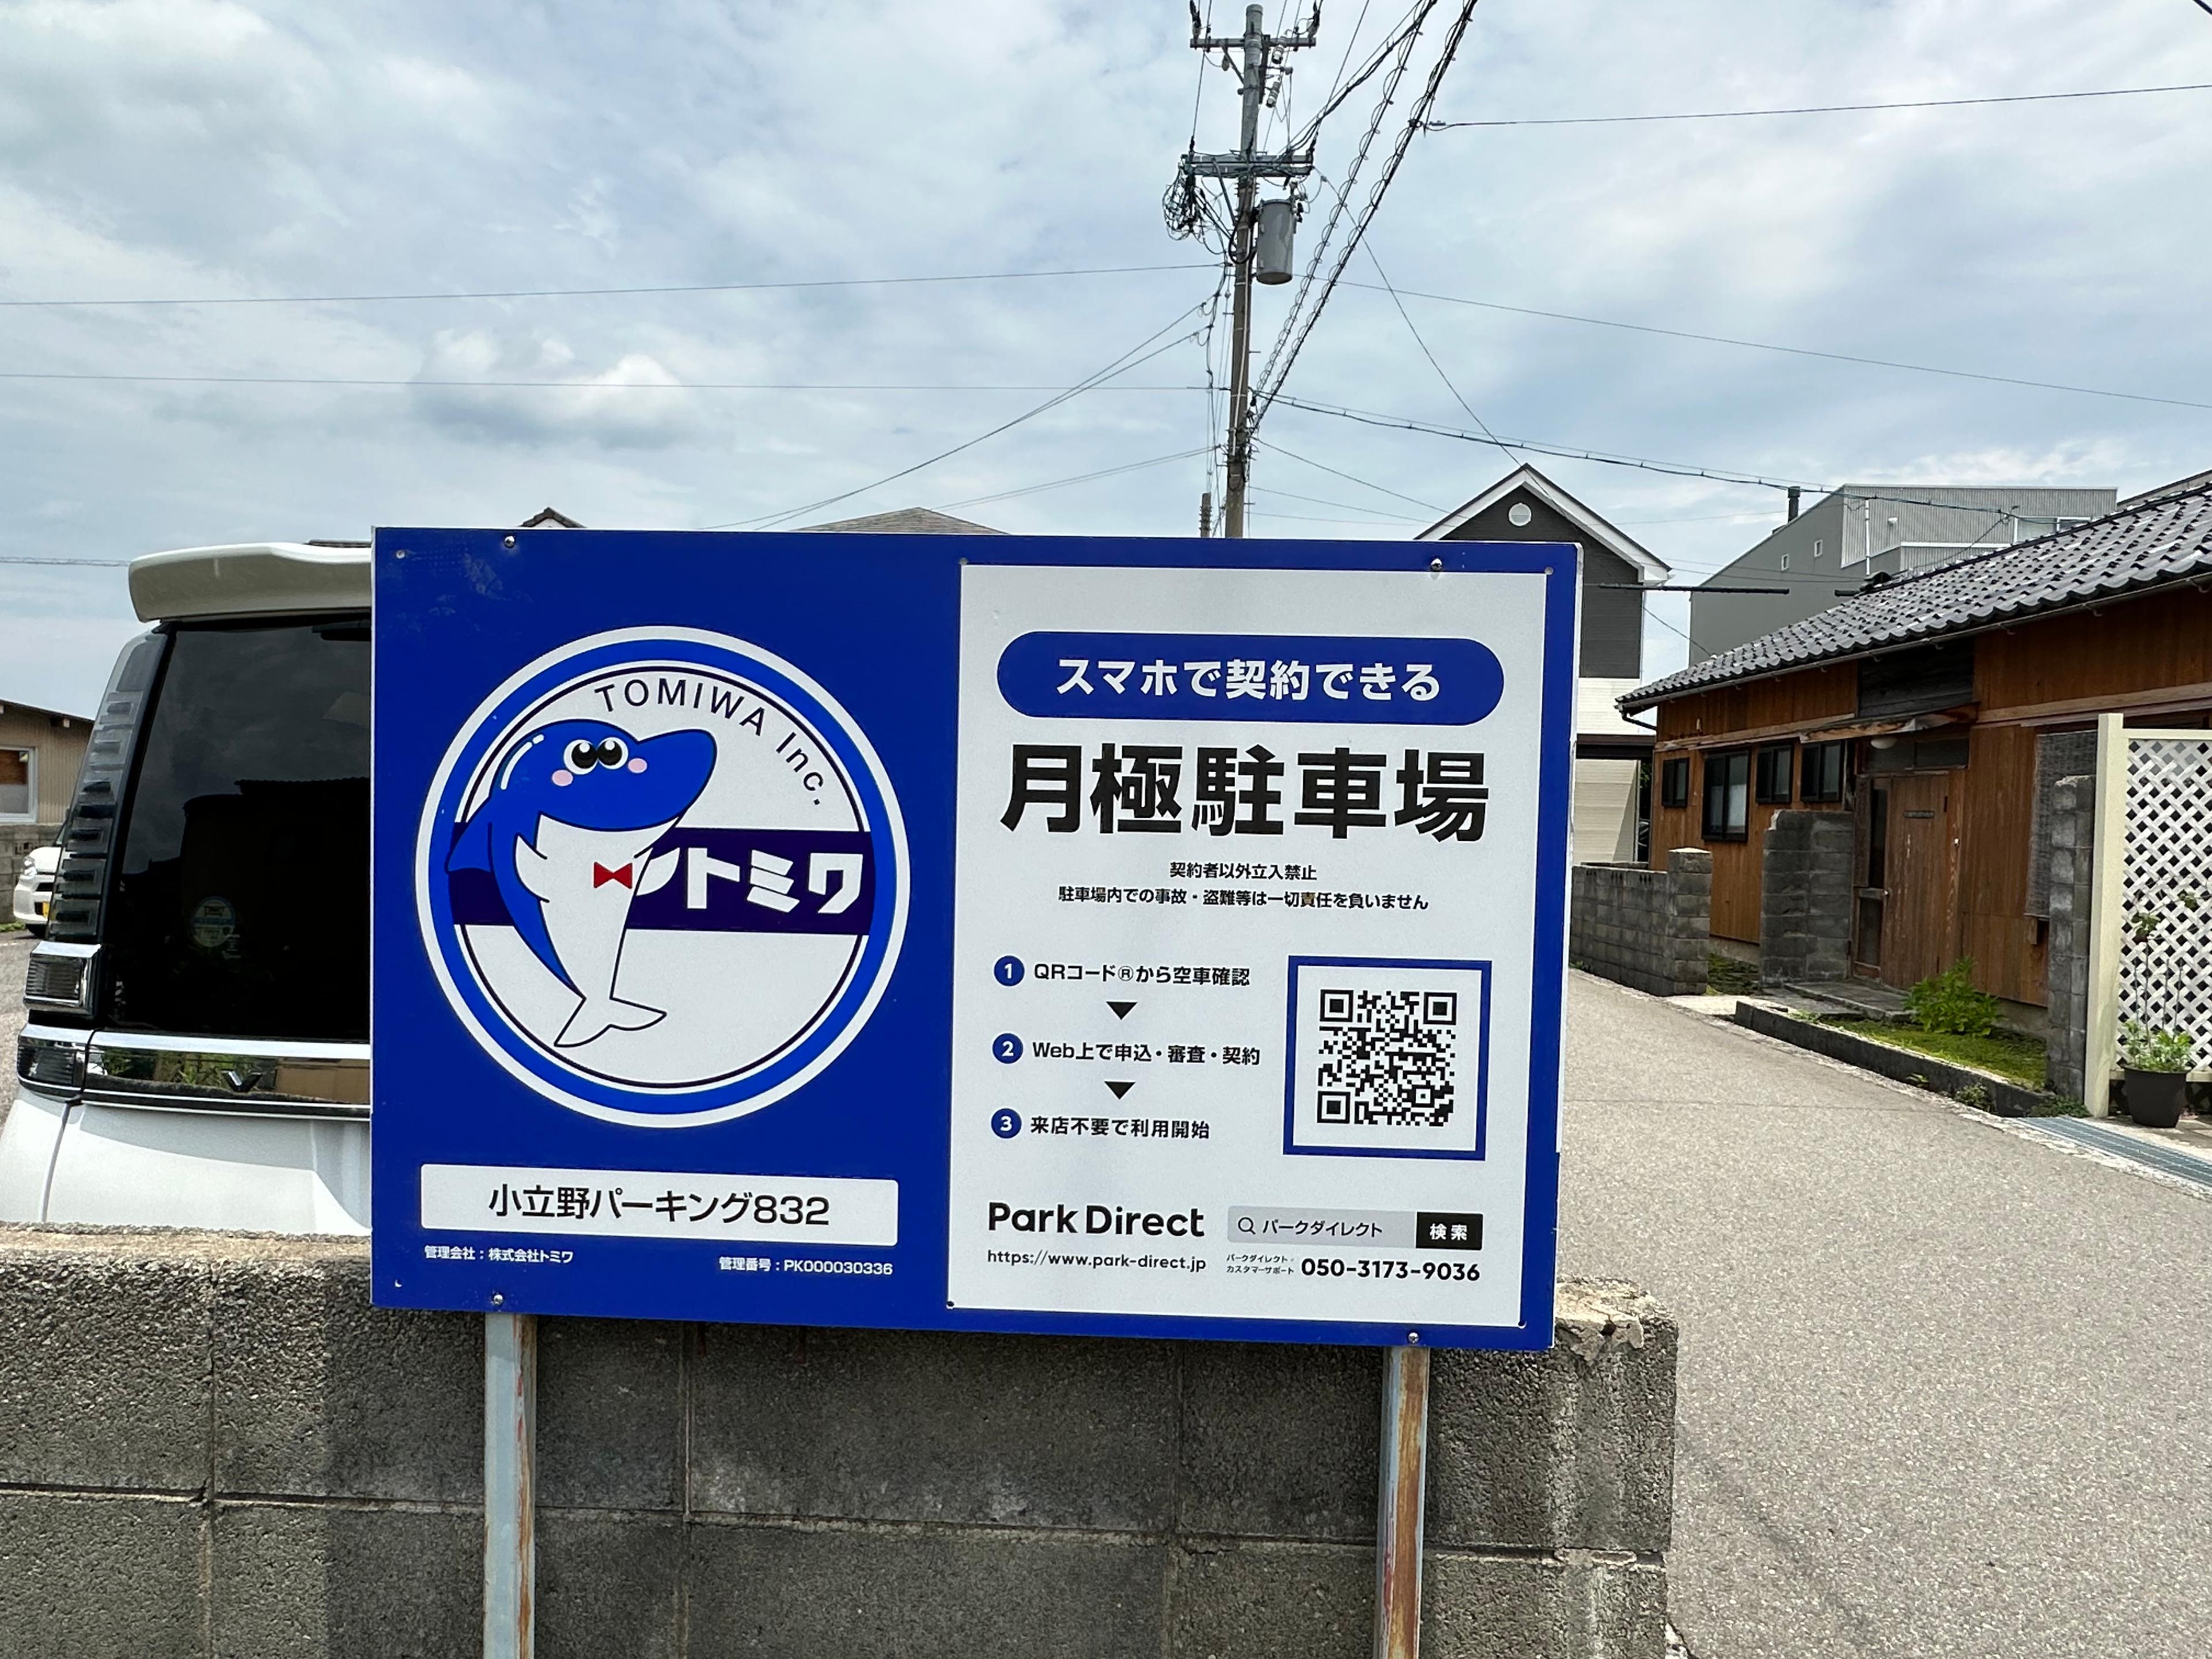 TOMIWA Inc.
トミワ
小立野パーキング832
管理会社：株式会社トミワ
管理番号：PK000030336
スマホで契約できる
月極駐車場
契約者以外立入禁止
駐車場内での事故・盗難等は一切責任を負いません
1 QRコード®から空車確認
2 Web上で申込・審査・契約
3 来店不要で利用開始
Park Direct
パークダイレクト 検索
https://www.park-direct.jp
パークダイレクト・
カスタマーサポート 050-3173-9036